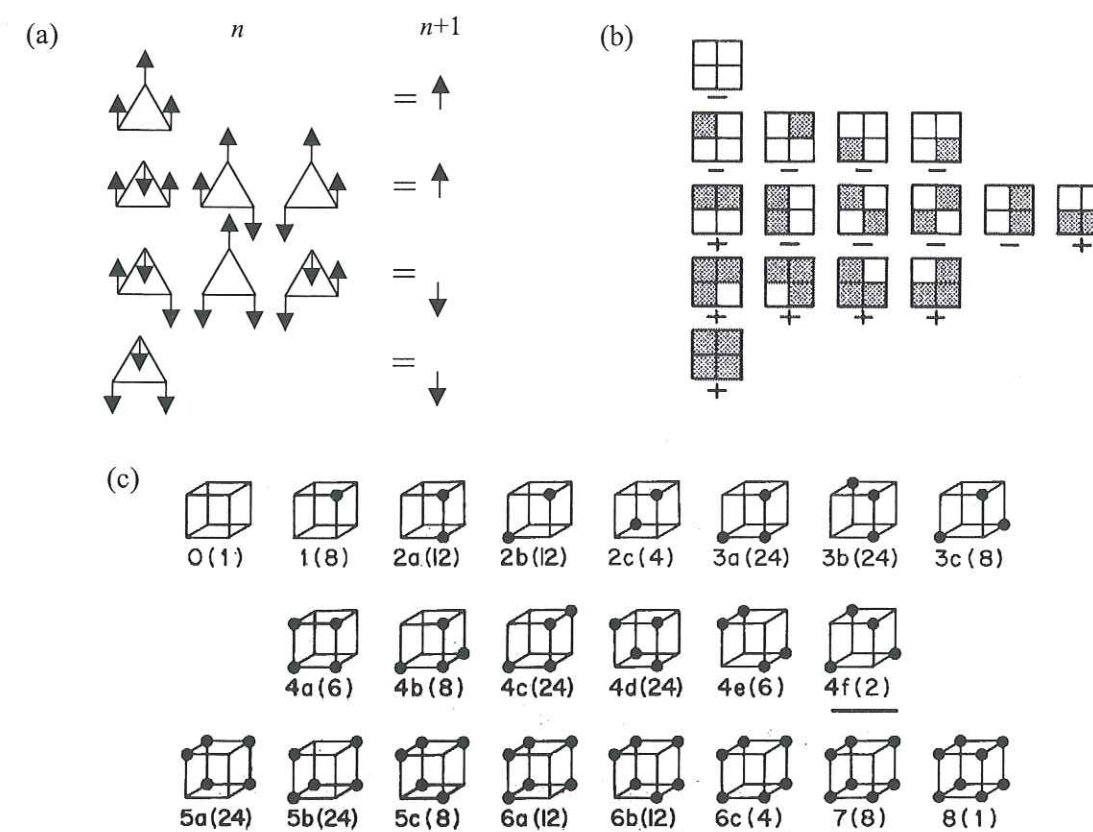 (a) n n+1 (b)
= 
= 
= 
= 
−
− − − −
+ − − − − +
+ + + +
+
(c)
0(1) 1(8) 2a(12) 2b(12) 2c(4) 3a(24) 3b(24) 3c(8)
4a(6) 4b(8) 4c(24) 4d(24) 4e(6) 4f(2)
5a(24) 5b(24) 5c(8) 6a(12) 6b(12) 6c(4) 7(8) 8(1)